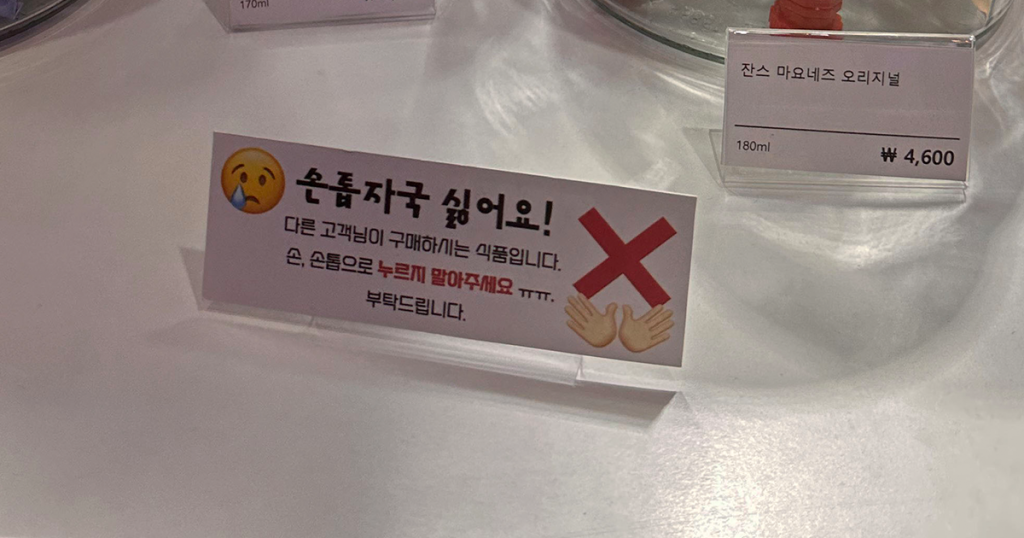 170ml
잔스 마요네즈 오리지널
180ml
₩ 4,600
손톱자국 싫어요!
다른 고객님이 구매하시는 식품입니다.
손, 손톱으로 누르지 말아주세요 ㅠㅠ.
부탁드립니다.